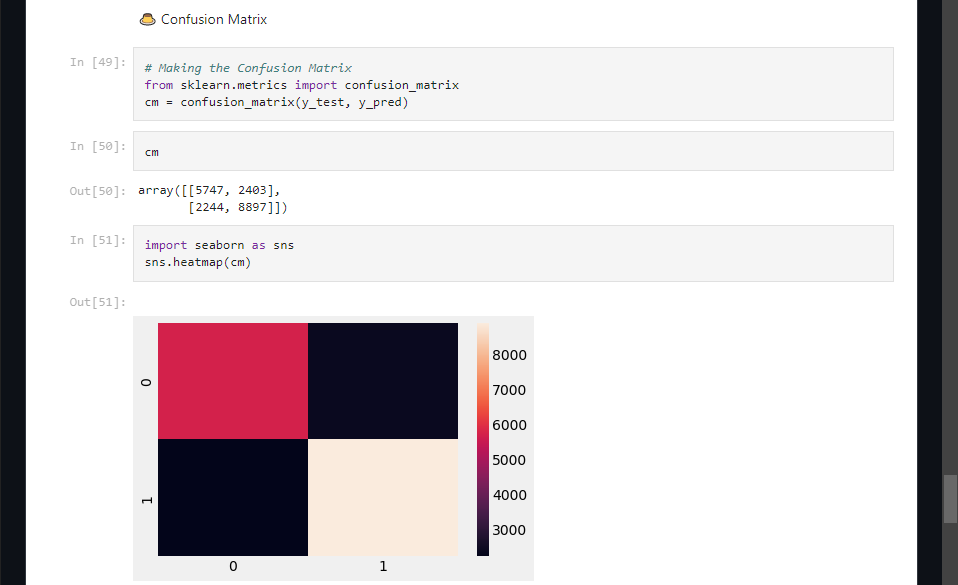 Confusion Matrix
In [49]:
# Making the Confusion Matrix
from sklearn.metrics import confusion_matrix
cm = confusion_matrix(y_test, y_pred)
In [50]:
cm
Out[50]:
array([[5747, 2403],
       [2244, 8897]])
In [51]:
import seaborn as sns
sns.heatmap(cm)
Out[51]:
0
1
0
1
8000
7000
6000
5000
4000
3000